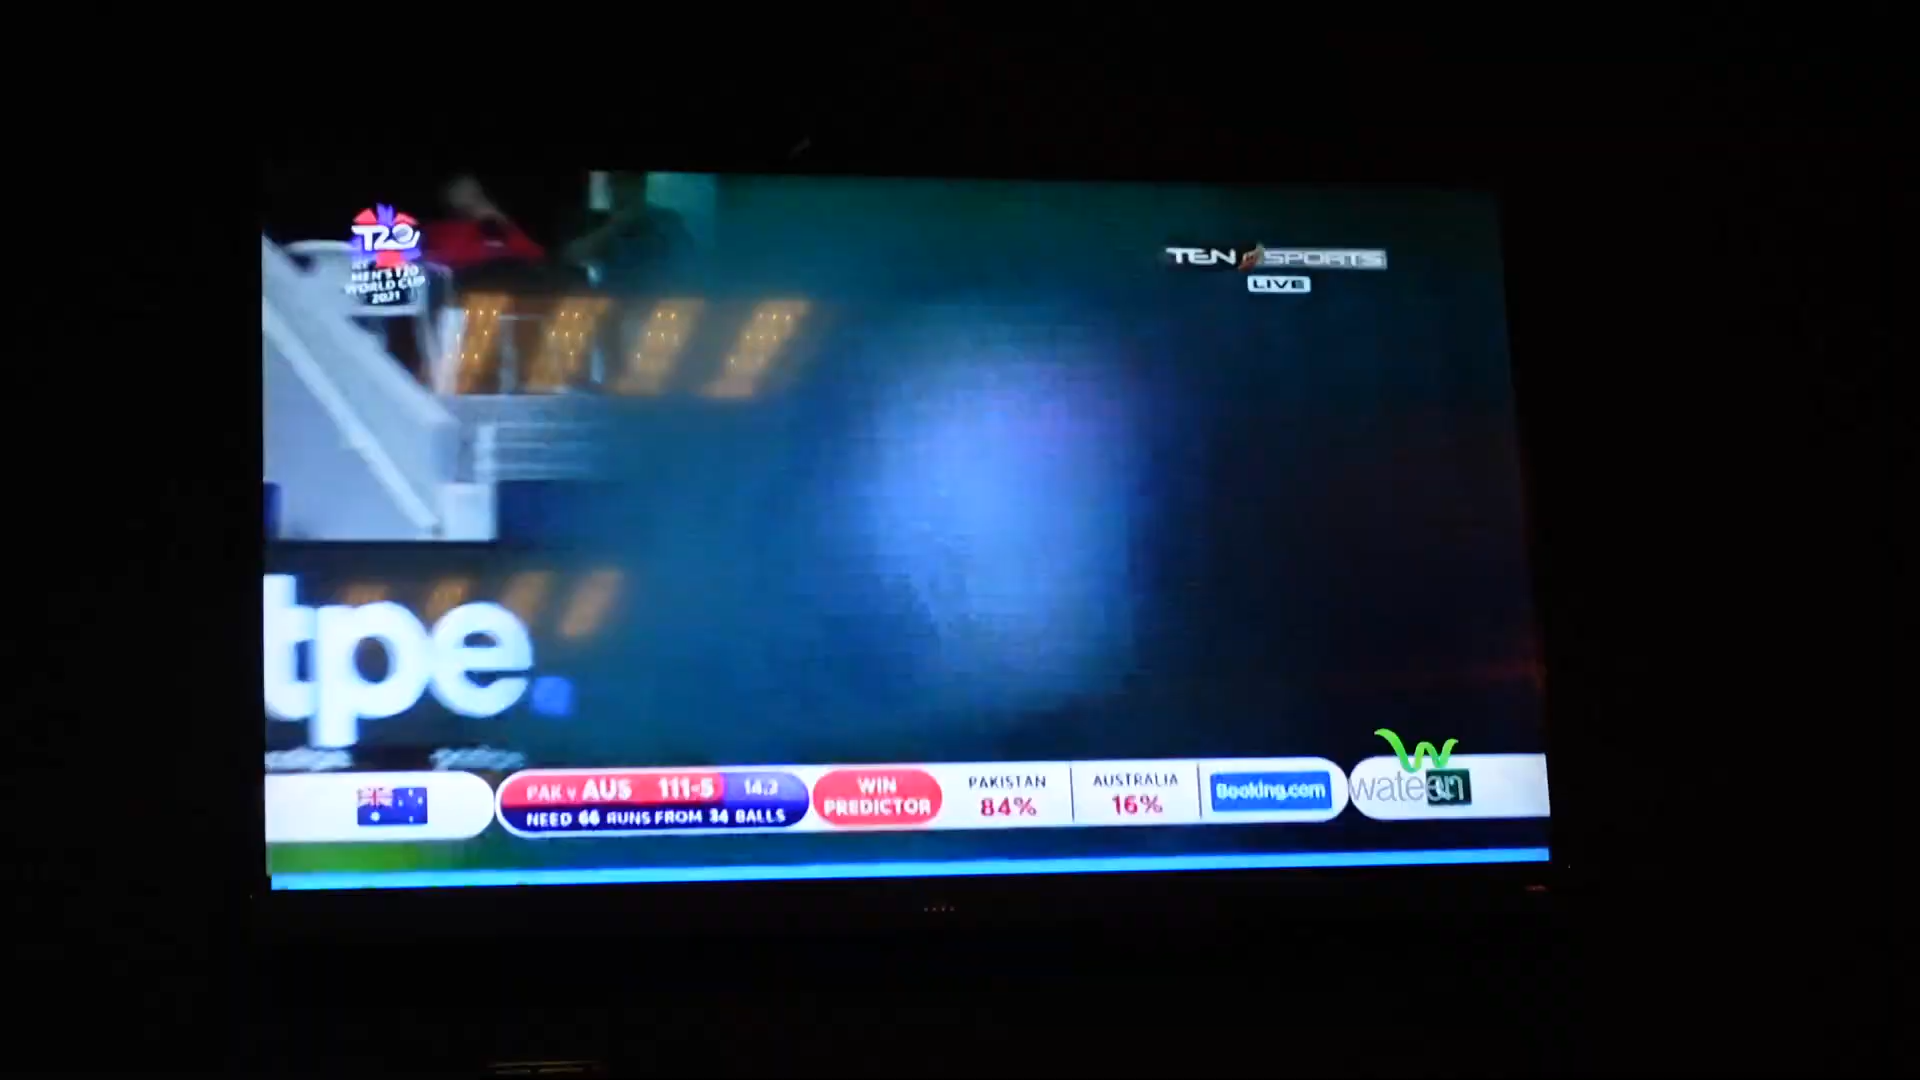 T20
MEN'S T20
WORLD CUP
2021
TEN SPORTS
LIVE
tpe.
PAK v AUS 111-5 14.2
NEED 66 RUNS FROM 34 BALLS
WIN
PREDICTOR
PAKISTAN
84%
AUSTRALIA
16%
Booking.com
wateen